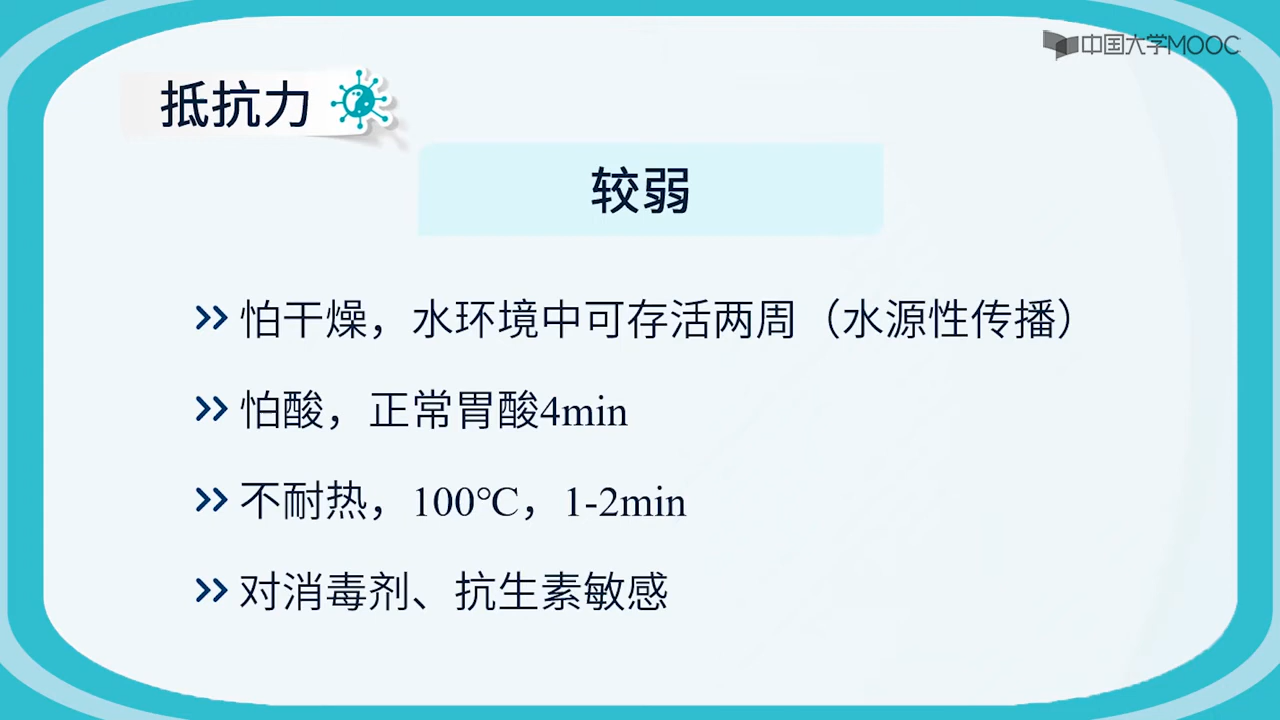 中国大学MOOC
抵抗力
较弱
怕干燥，水环境中可存活两周（水源性传播）
怕酸，正常胃酸4min
不耐热，100℃，1-2min
对消毒剂、抗生素敏感